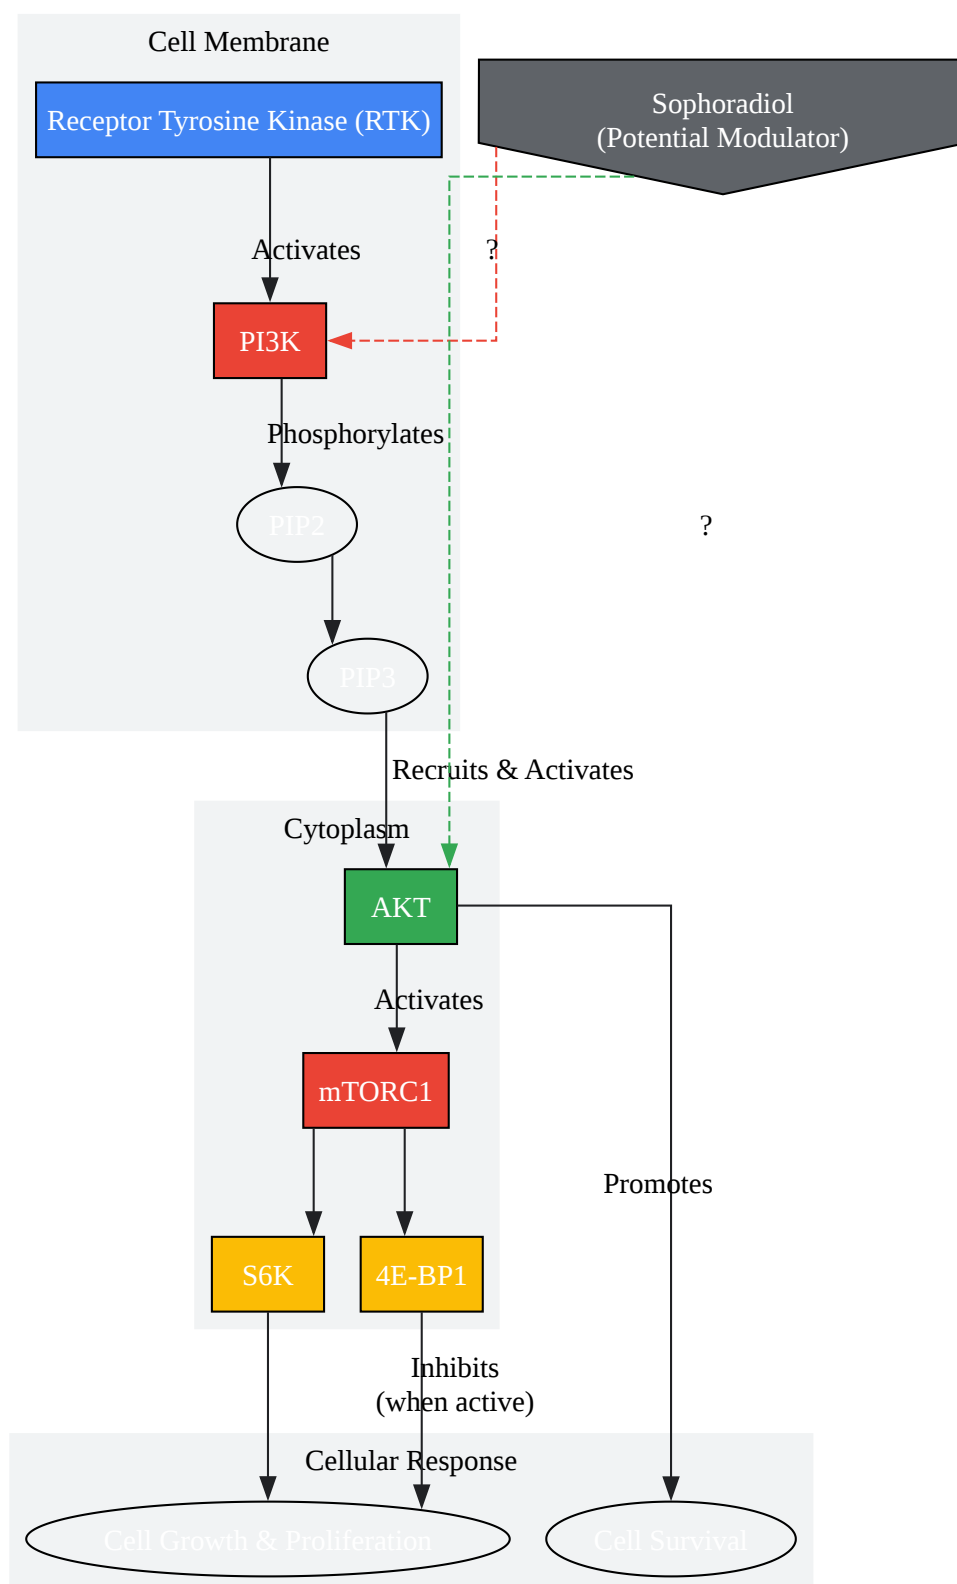 Cell Membrane
Receptor Tyrosine Kinase (RTK)
Sophoradiol
(Potential Modulator)
Activates
?
PI3K
Phosphorylates
PIP2
?
PIP3
Recruits & Activates
Cytoplasm
AKT
Activates
mTORC1
Promotes
S6K
4E-BP1
Inhibits
(when active)
Cellular Response
Cell Growth & Proliferation
Cell Survival